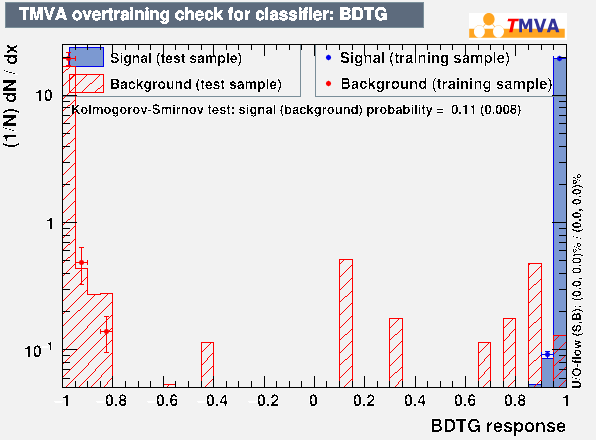 TMVA overtraining check for classifier: BDTG
TMVA
Signal (test sample)
Signal (training sample)
Background (test sample)
Background (training sample)
Kolmogorov-Smirnov test: signal (background) probability = 0.11 (0.008)
(1/N) dN / dx
10
1
10⁻¹
−1 −0.8 −0.6 −0.4 −0.2 0 0.2 0.4 0.6 0.8 1
BDTG response
U/O-flow (S,B): (0.0, 0.0)% / (0.0, 0.0)%